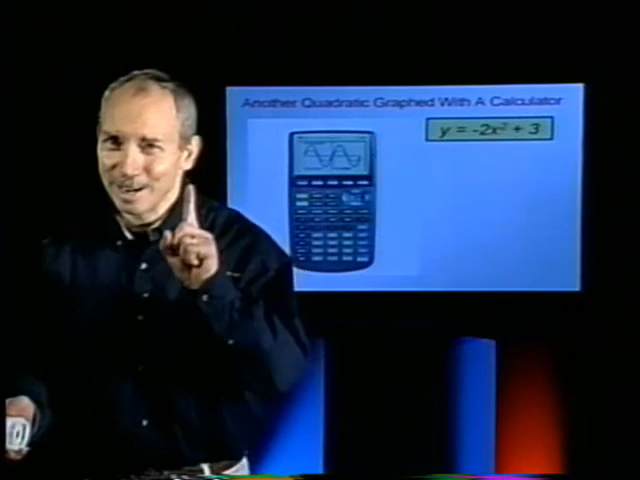 Another Quadratic Graphed With A Calculator
y = -2x² + 3